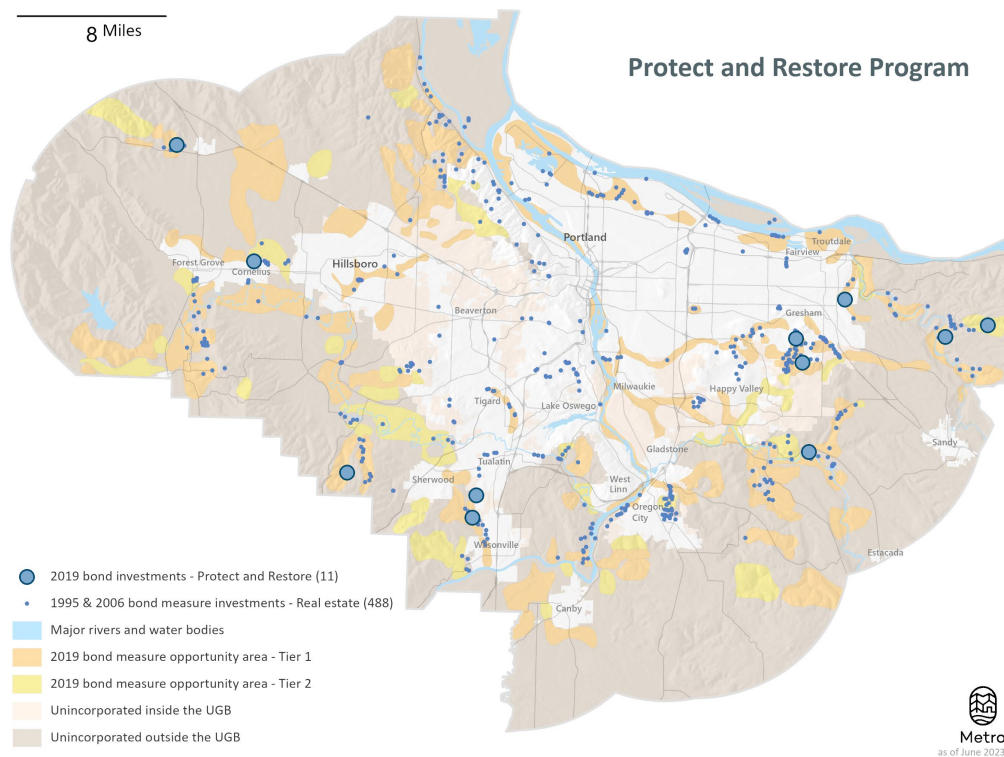 8 Miles
Protect and Restore Program
Portland
Troutdale
Fairview
Forest Grove
Cornelius
Hillsboro
Beaverton
Gresham
Milwaukie
Happy Valley
Tigard
Lake Oswego
Sandy
Gladstone
Tualatin
Sherwood
West
Linn
Oregon
City
Wilsonville
Estacada
Canby
2019 bond investments - Protect and Restore (11)
1995 & 2006 bond measure investments - Real estate (488)
Major rivers and water bodies
2019 bond measure opportunity area - Tier 1
2019 bond measure opportunity area - Tier 2
Unincorporated inside the UGB
Unincorporated outside the UGB
Metro
as of June 2023